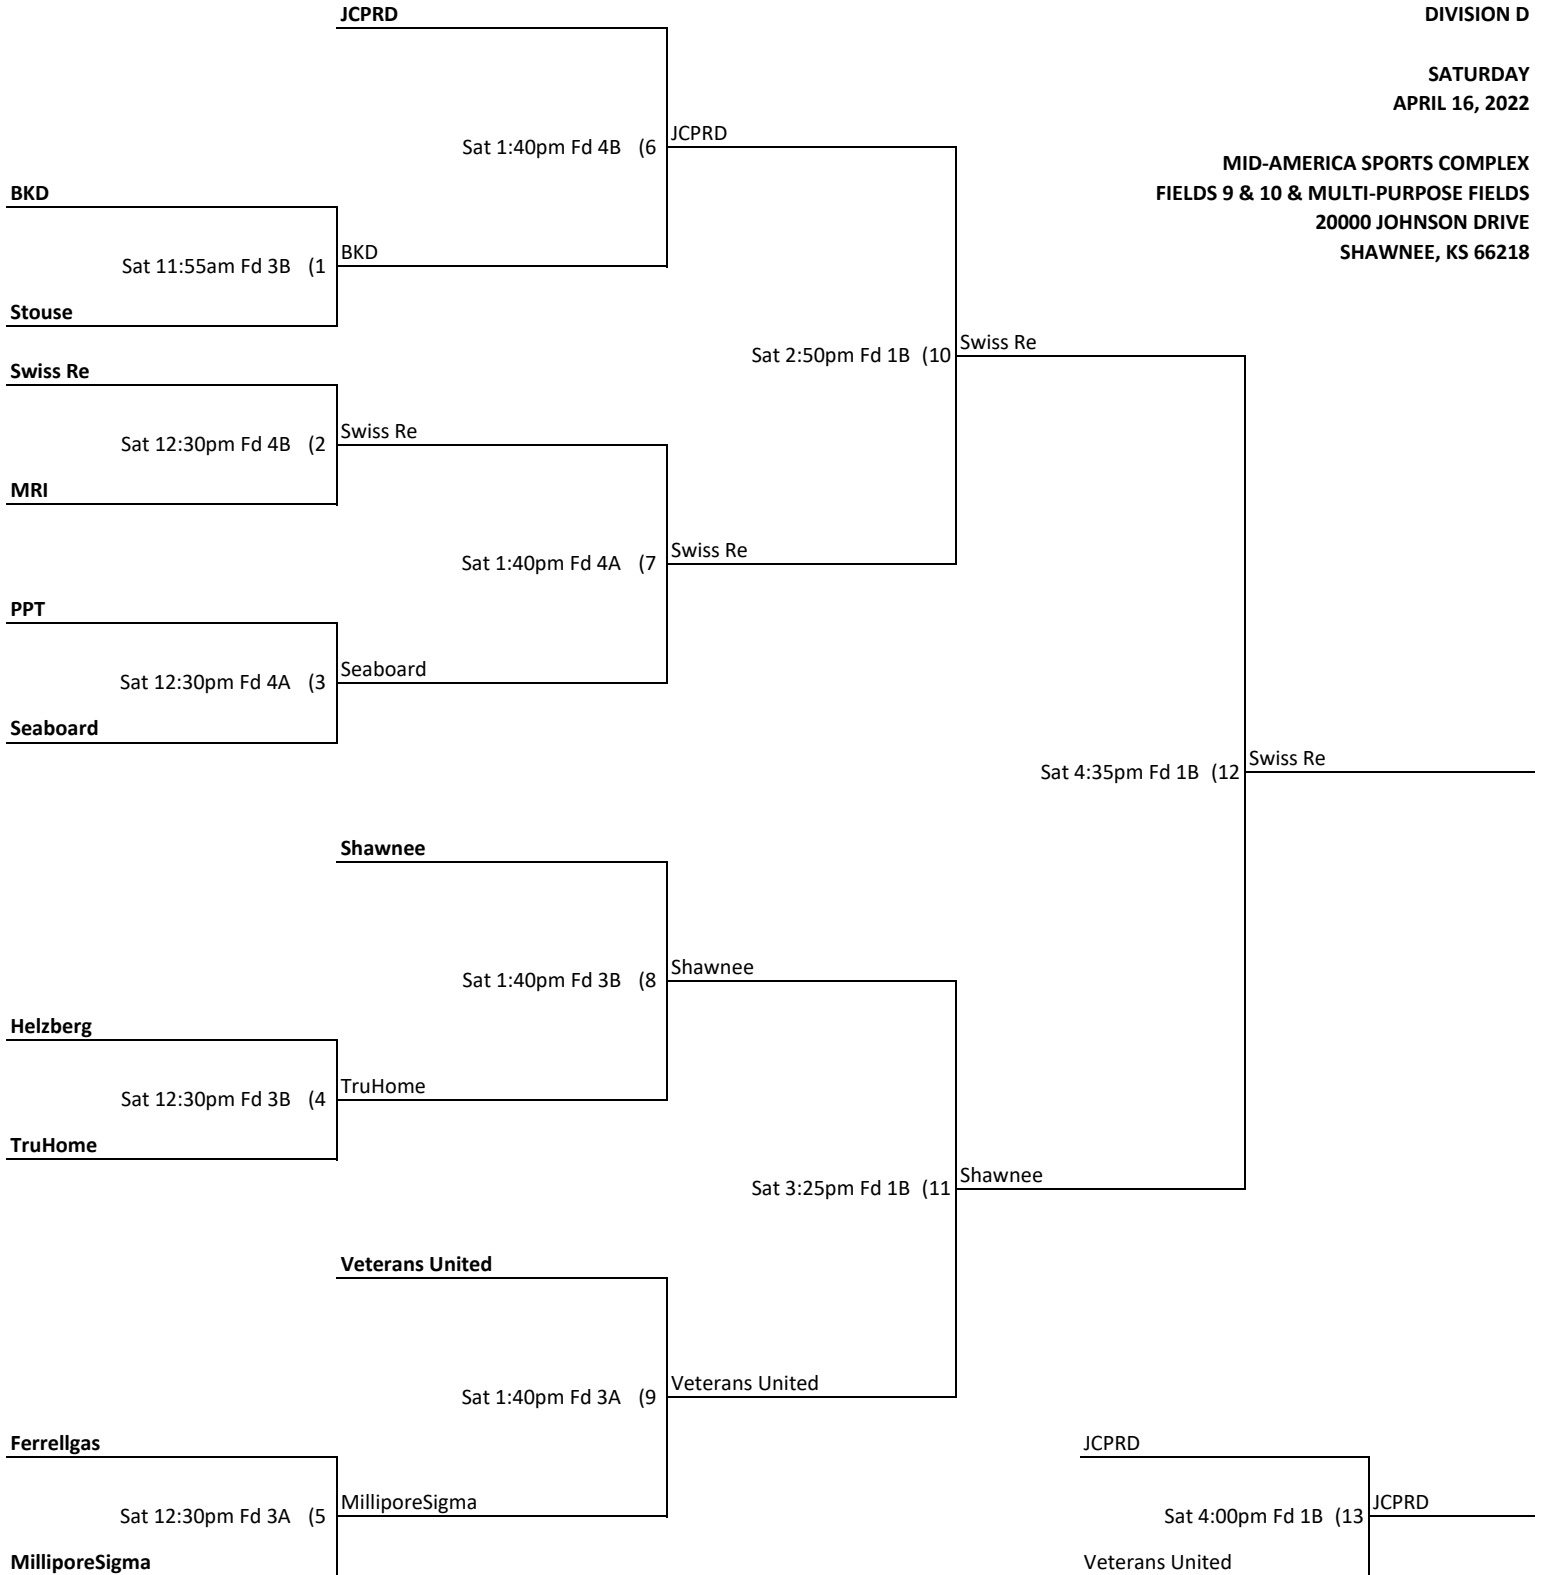 JCPRD
DIVISION D
SATURDAY
APRIL 16, 2022
Sat 1:40pm Fd 4B (6
JCPRD
MID-AMERICA SPORTS COMPLEX
BKD
FIELDS 9 & 10 & MULTI-PURPOSE FIELDS
20000 JOHNSON DRIVE
Sat 11:55am Fd 3B (1
BKD
SHAWNEE, KS 66218
Stouse
Sat 2:50pm Fd 1B (10
Swiss Re
Swiss Re
Sat 12:30pm Fd 4B (2
Swiss Re
MRI
Sat 1:40pm Fd 4A (7
Swiss Re
PPT
Sat 12:30pm Fd 4A (3
Seaboard
Seaboard
Sat 4:35pm Fd 1B (12
Swiss Re
Shawnee
Sat 1:40pm Fd 3B (8
Shawnee
Helzberg
Sat 12:30pm Fd 3B (4
TruHome
TruHome
Sat 3:25pm Fd 1B (11
Shawnee
Veterans United
Sat 1:40pm Fd 3A (9
Veterans United
Ferrellgas
JCPRD
Sat 12:30pm Fd 3A (5
MilliporeSigma
Sat 4:00pm Fd 1B (13
JCPRD
MilliporeSigma
Veterans United